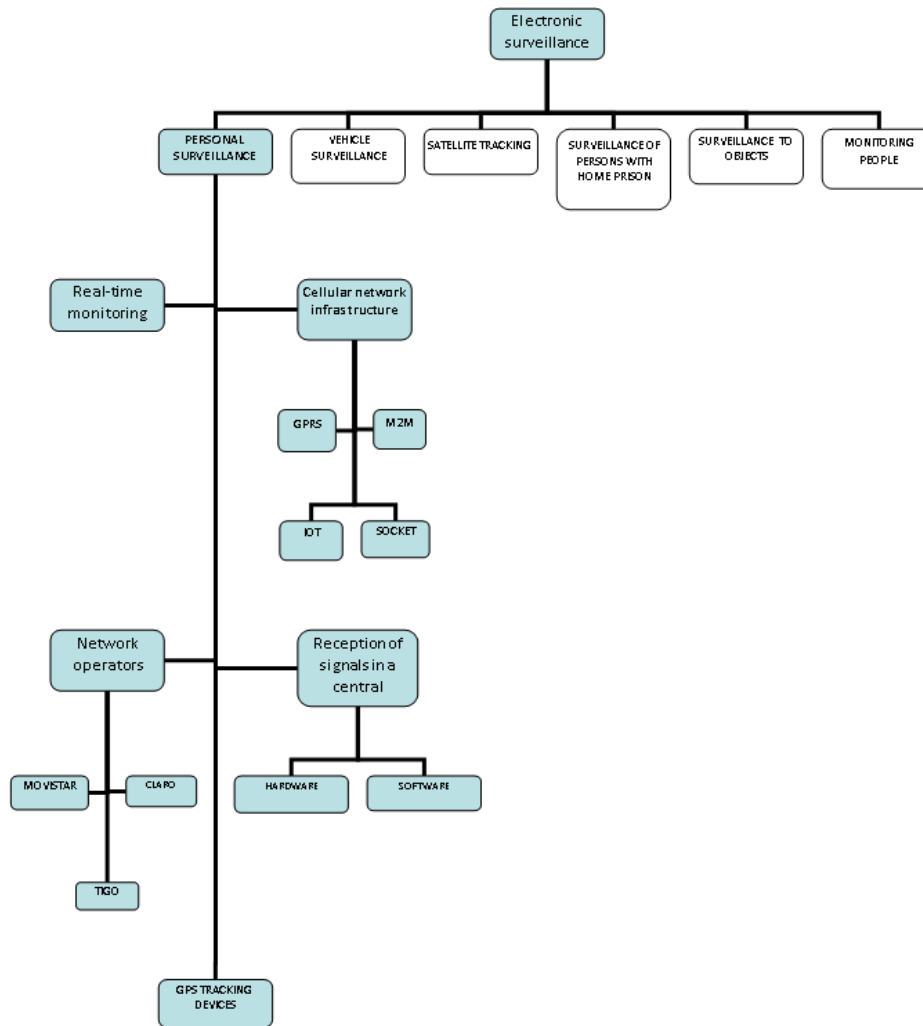 Electronic
surveillance
PERSONAL
SURVEILLANCE
VEHICLE
SURVEILLANCE
SATELLITE TRACKING
SURVEILLANCE OF
PERSONS WITH
HOME PRISON
SURVEILLANCE TO
OBJECTS
MONITORING
PEOPLE
Real-time
monitoring
Cellular network
infrastructure
GPRS
M2M
IOT
SOCKET
Network
operators
Reception of
signals in a
central
MOVISTAR
CLARO
HARDWARE
SOFTWARE
TIGO
GPS TRACKING
DEVICES